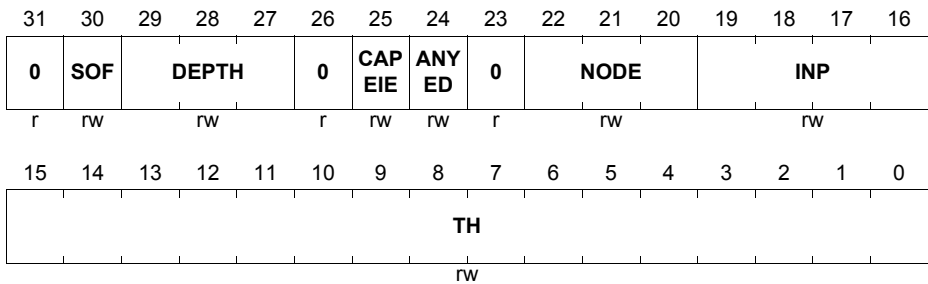 31 30 29 28 27 26 25 24 23 22 21 20 19 18 17 16
0 SOF DEPTH 0 CAP EIE ANY ED 0 NODE INP
r rw rw r rw rw r rw rw
15 14 13 12 11 10 9 8 7 6 5 4 3 2 1 0
TH
rw